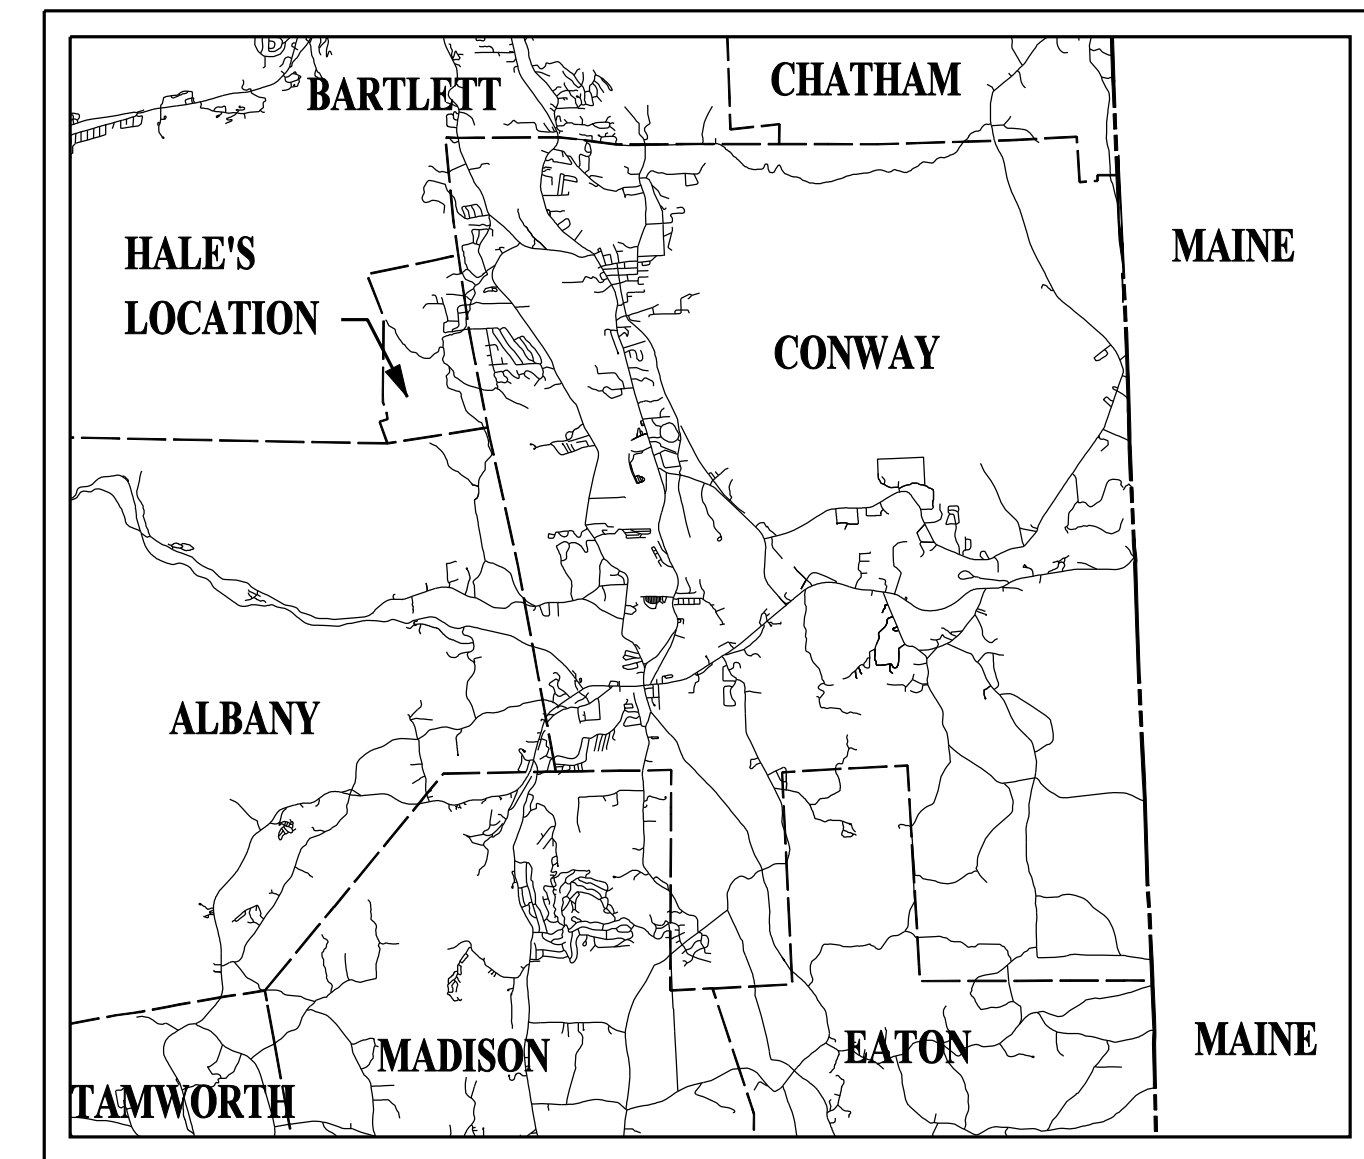 BARTLETT
CHATHAM
HALE'S
LOCATION
MAINE
CONWAY
ALBANY
MADISON
EATON
MAINE
TAMWORTH